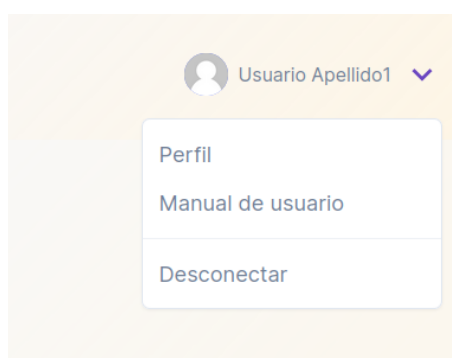 Usuario Apellido1
Perfil
Manual de usuario
Desconectar